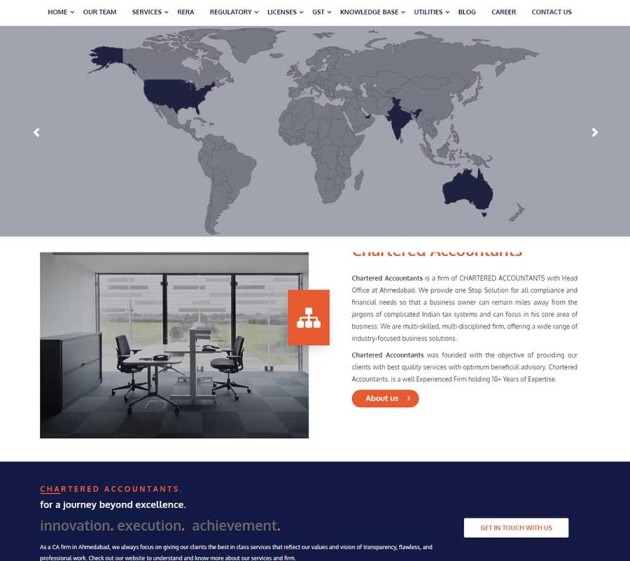 HOME OUR TEAM SERVICES RERA REGULATORY LICENSES GST KNOWLEDGE BASE UTILITIES BLOG CAREER CONTACT US
Chartered Accountants
Chartered Accountants is a firm of CHARTERED ACCOUNTANTS with Head
Office at Ahmedabad. We provide one Stop Solution for all compliance and
financial needs so that a business owner can remain miles away from the
jargons of complicated Indian tax systems and can focus in his core area of
business. We are multi-skilled, multi-disciplined firm, offering a wide range of
industry-focused business solutions.
Chartered Accountants was founded with the objective of providing our
clients with best quality services with optimum beneficial advisory. Chartered
Accountants. is a well Experienced Firm holding 10+ Years of Expertise.
About us
CHARTERED ACCOUNTANTS.
for a journey beyond excellence.
innovation. execution. achievement.
GET IN TOUCH WITH US
As a CA firm in Ahmedabad, we always focus on giving our clients the best in class services that reflect our values and vision of transparency, flawless, and
professional work. Check out our website to understand and know more about our services and firm.